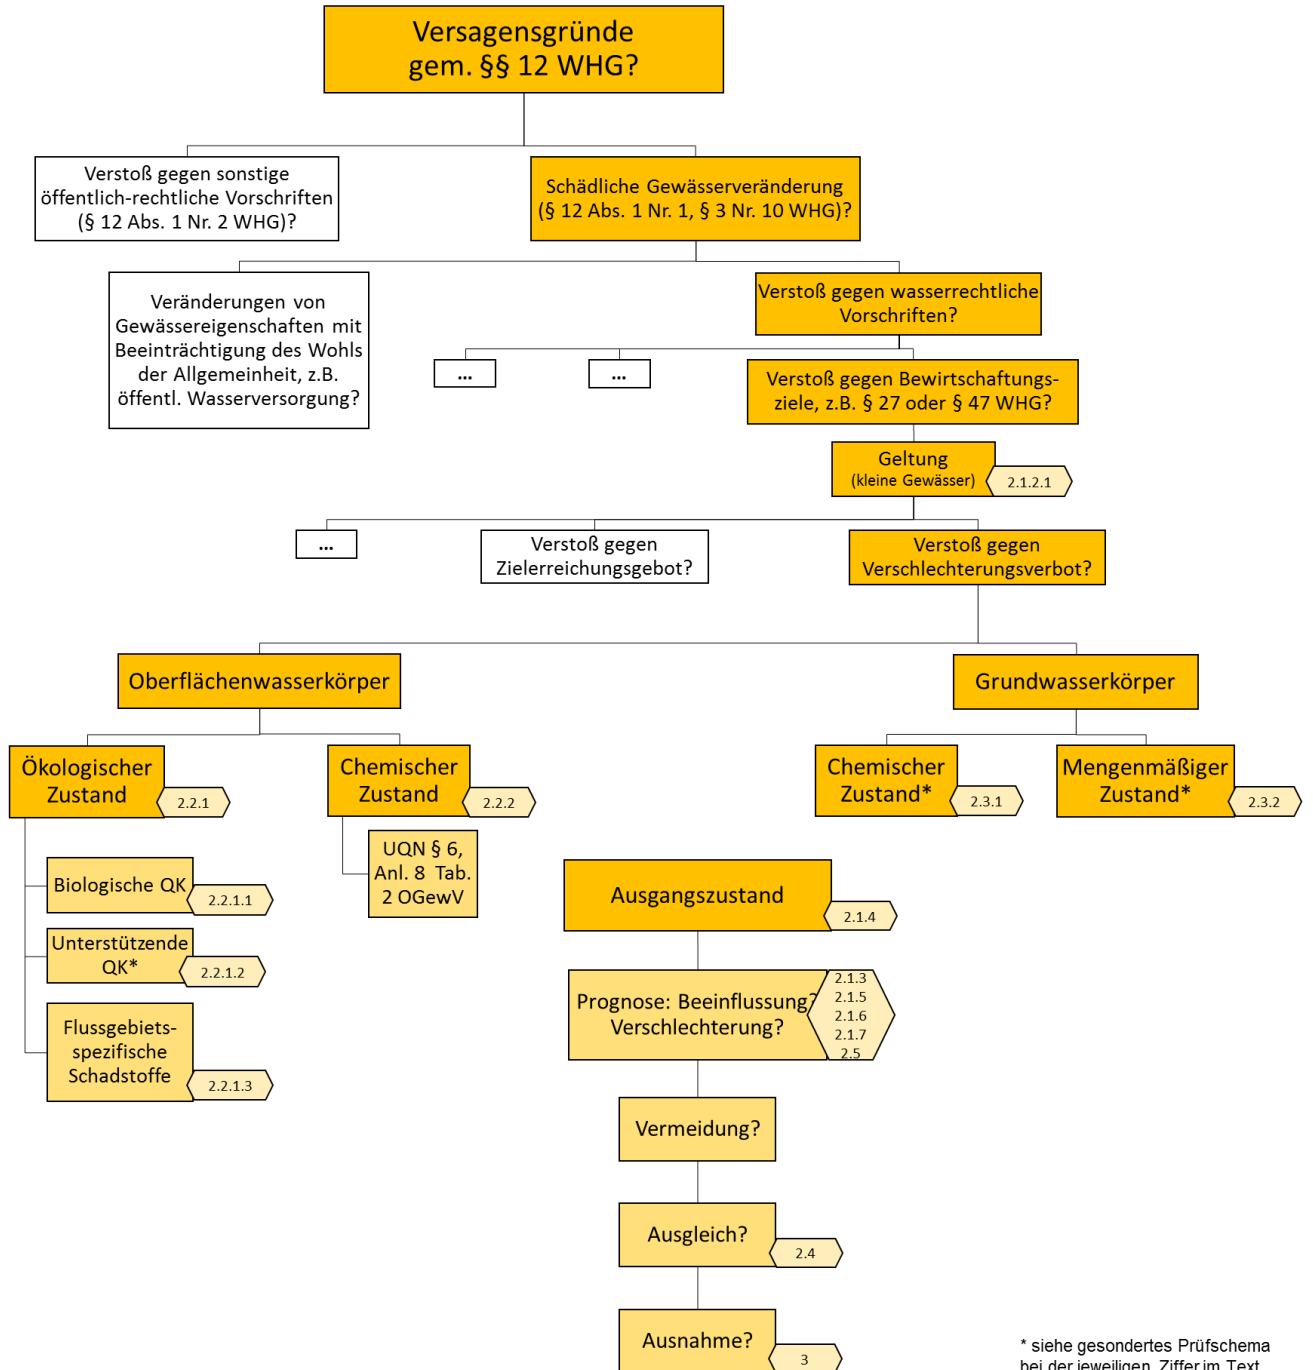 Versagensgründe
gem. §§ 12 WHG?
Verstoß gegen sonstige
öffentlich-rechtliche Vorschriften
(§ 12 Abs. 1 Nr. 2 WHG)?
Schädliche Gewässerveränderung
(§ 12 Abs. 1 Nr. 1, § 3 Nr. 10 WHG)?
Veränderungen von
Gewässereigenschaften mit
Beeinträchtigung des Wohls
der Allgemeinheit, z.B.
öffentl. Wasserversorgung?
Verstoß gegen wasserrechtliche
Vorschriften?
...
...
Verstoß gegen Bewirtschaftungs-
ziele, z.B. § 27 oder § 47 WHG?
Geltung
(kleine Gewässer)
2.1.2.1
...
Verstoß gegen
Zielerreichungsgebot?
Verstoß gegen
Verschlechterungsverbot?
Oberflächenwasserkörper
Grundwasserkörper
Ökologischer
Zustand
2.2.1
Chemischer
Zustand
2.2.2
Chemischer
Zustand*
2.3.1
Mengenmäßiger
Zustand*
2.3.2
Biologische QK
2.2.1.1
Unterstützende
QK*
2.2.1.2
Flussgebiets-
spezifische
Schadstoffe
2.2.1.3
UQN § 6,
Anl. 8 Tab.
2 OGewV
Ausgangszustand
2.1.4
Prognose: Beeinflussung?
Verschlechterung?
2.1.3
2.1.5
2.1.6
2.1.7
2.5
Vermeidung?
Ausgleich?
2.4
Ausnahme?
3
* siehe gesondertes Prüfschema
bei der jeweiligen Ziffer im Text